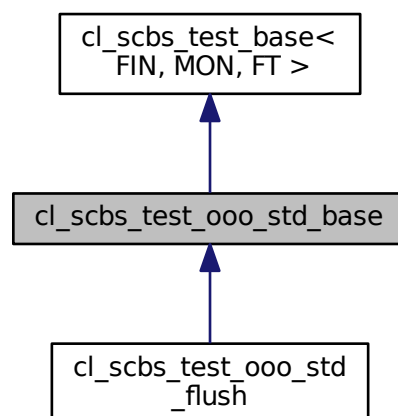 cl_scbs_test_base<
FIN, MON, FT >
cl_scbs_test_ooo_std_base
cl_scbs_test_ooo_std
_flush